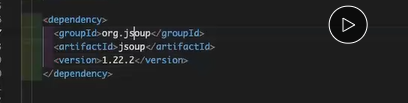 <dependency>
<groupId>org.jsoup</groupId>
<artifactId>jsoup</artifactId>
<version>1.22.2</version>
</dependency>